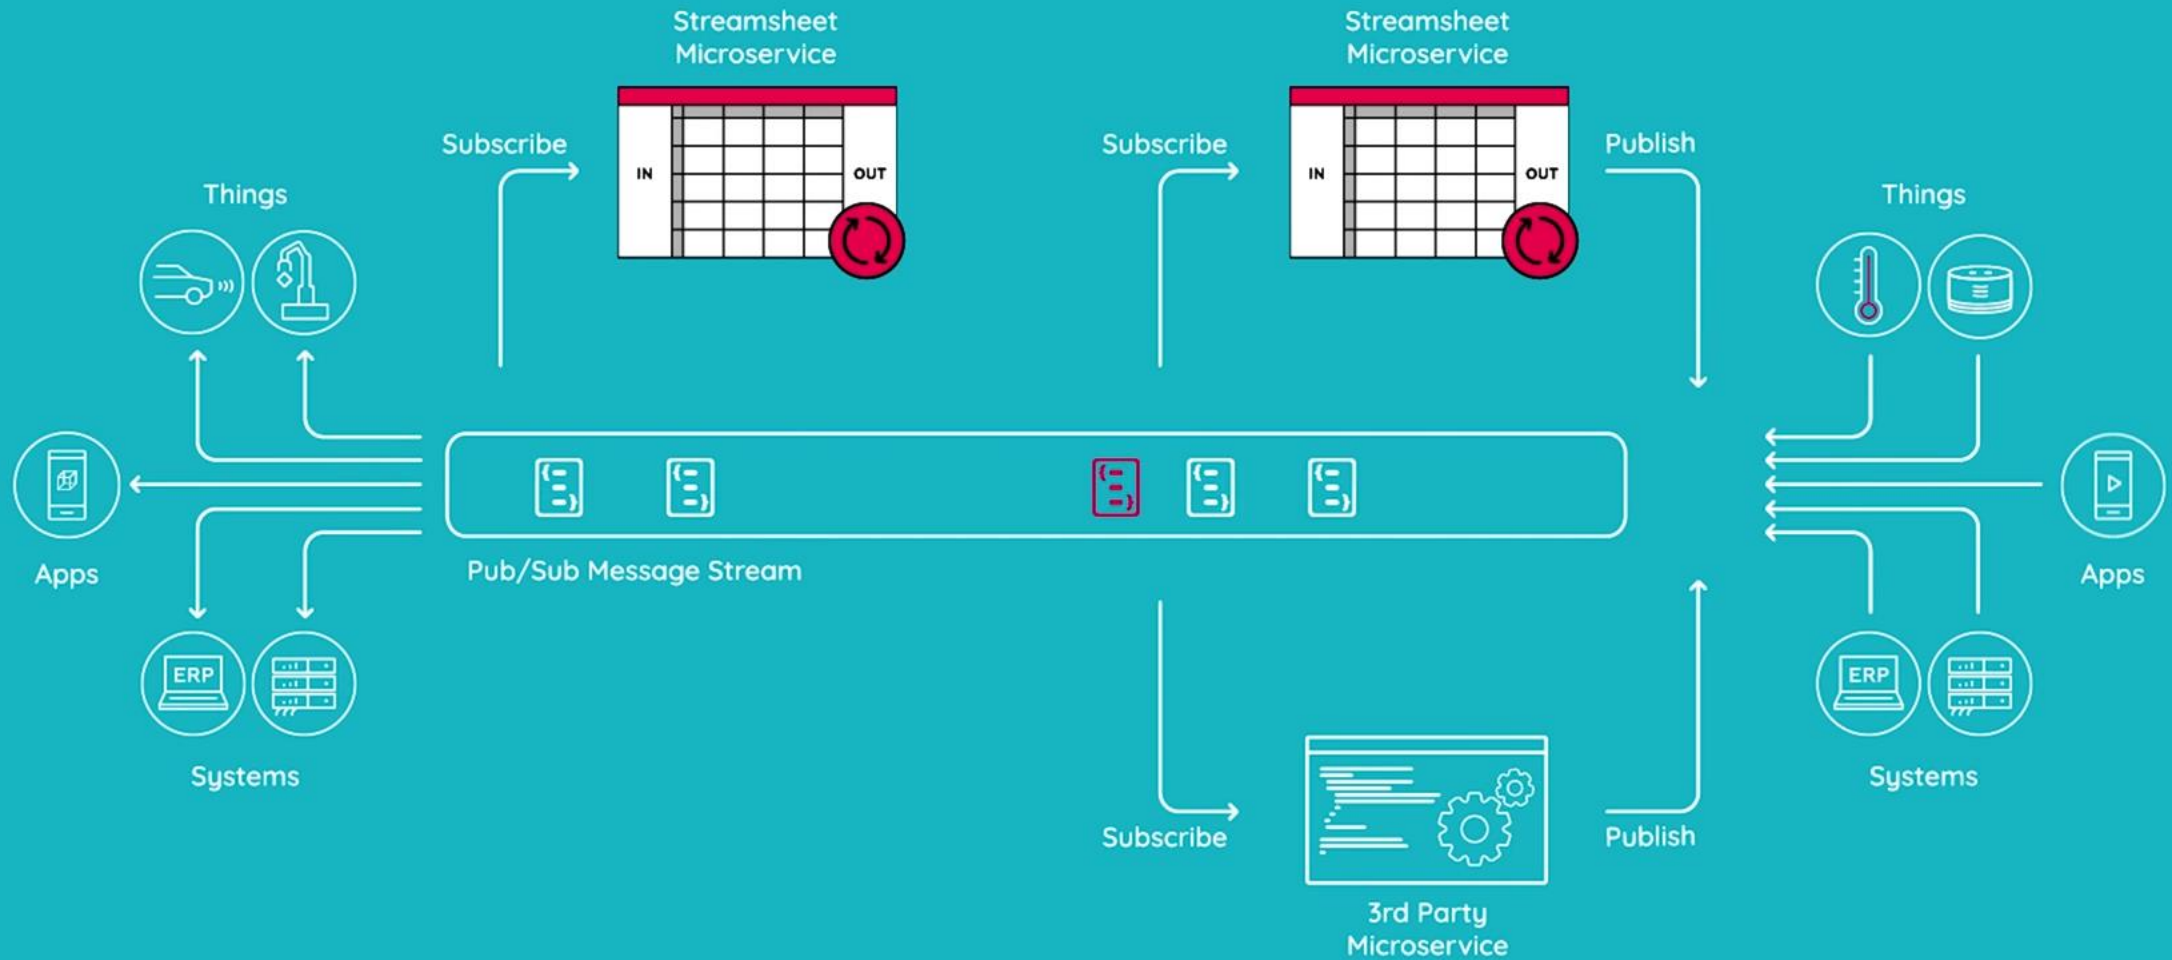 Streamsheet
Microservice
Streamsheet
Microservice
Subscribe
Subscribe
Publish
IN
OUT
IN
OUT
Things
Things
Apps
Pub/Sub Message Stream
Apps
ERP
ERP
Systems
Systems
Subscribe
Publish
3rd Party
Microservice